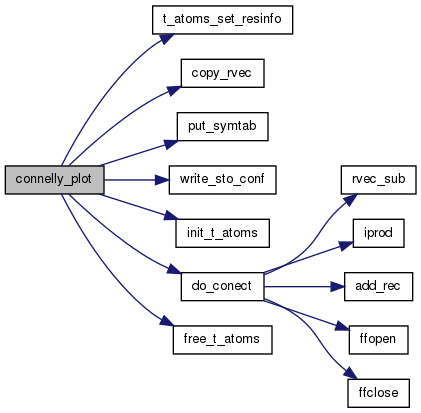 t_atoms_set_resinfo
copy_rvec
put_symtab
connelly_plot
write_sto_conf
rvec_sub
init_t_atoms
iprod
do_conect
add_rec
free_t_atoms
ffopen
ffclose